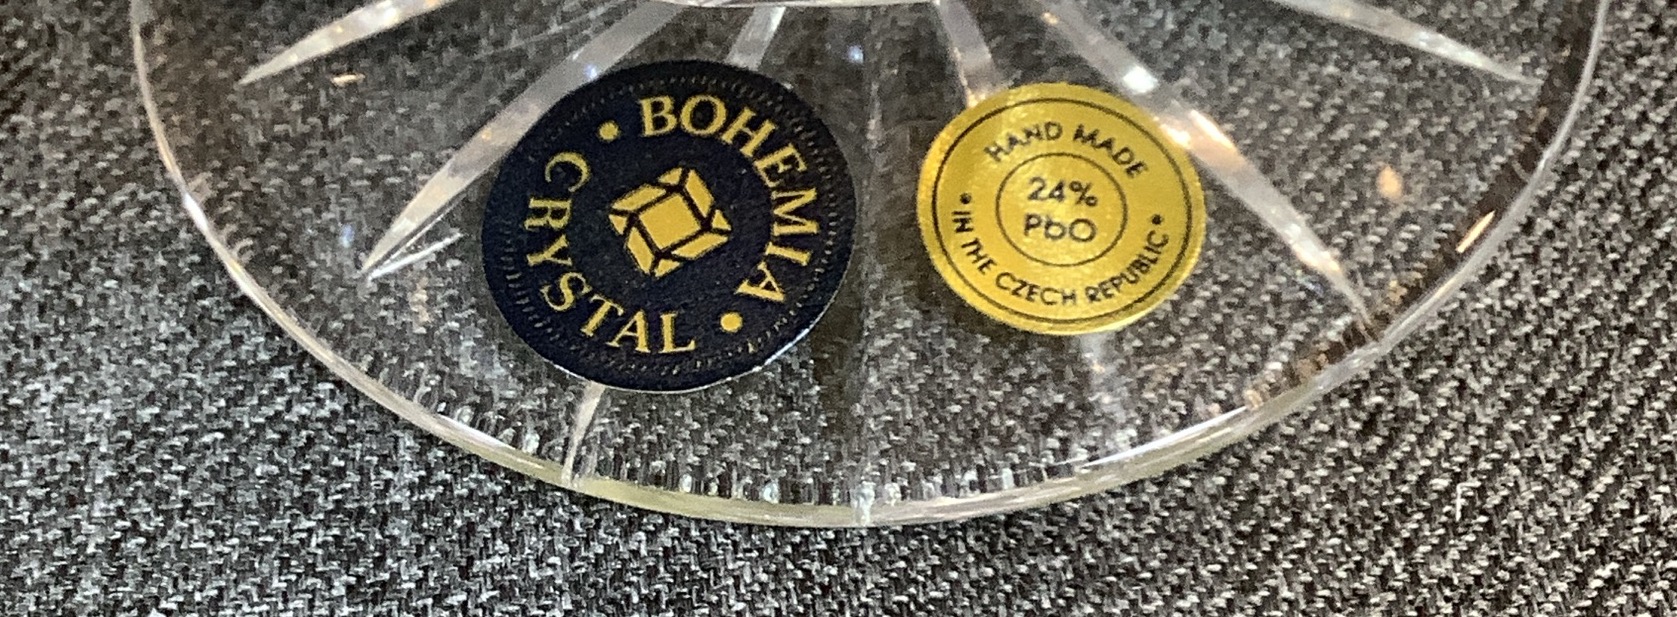 • BOHEMIA •
CRYSTAL
HAND MADE
24%
PbO
• IN THE CZECH REPUBLIC •